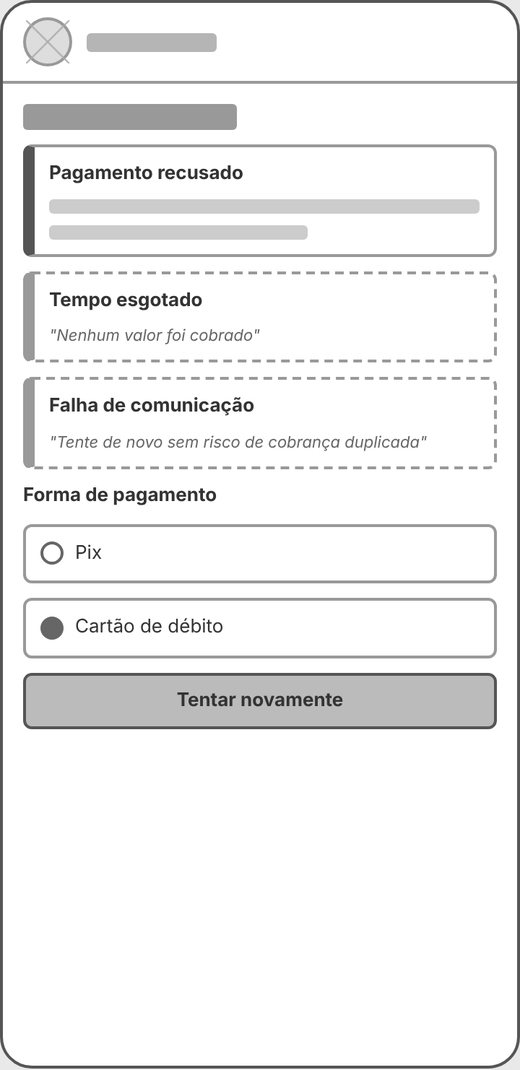 Pagamento recusado
Tempo esgotado
"Nenhum valor foi cobrado"
Falha de comunicação
"Tente de novo sem risco de cobrança duplicada"
Forma de pagamento
Pix
Cartão de débito
Tentar novamente